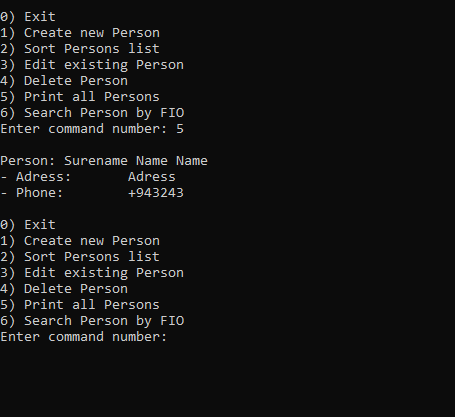 0) Exit
1) Create new Person
2) Sort Persons list
3) Edit existing Person
4) Delete Person
5) Print all Persons
6) Search Person by FIO
Enter command number: 5
Person: Surename Name Name
- Adress:       Adress
- Phone:        +943243
0) Exit
1) Create new Person
2) Sort Persons list
3) Edit existing Person
4) Delete Person
5) Print all Persons
6) Search Person by FIO
Enter command number: